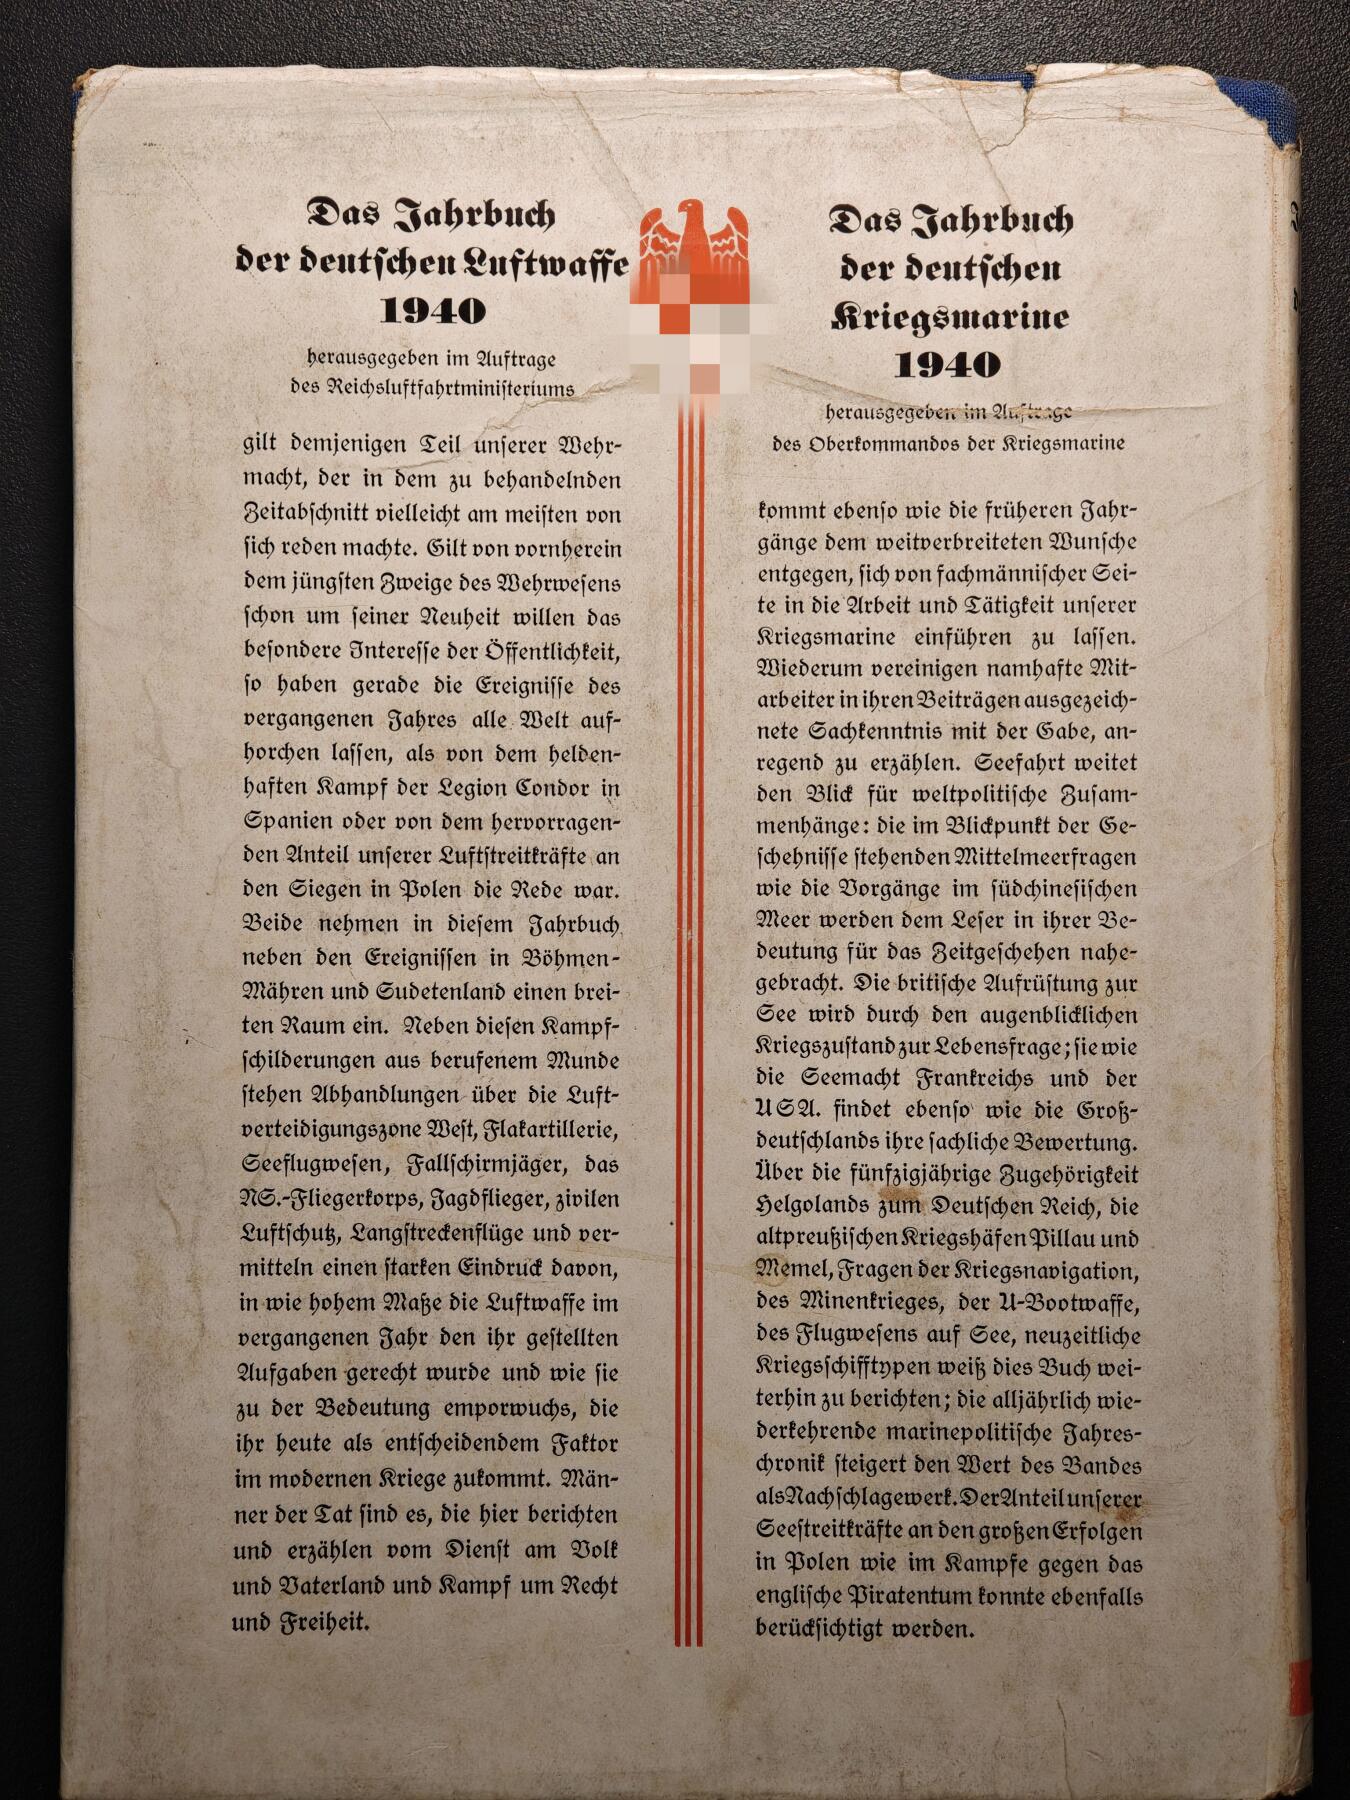 Das Jahrbuch
der deutschen Luftwaffe
1940
herausgegeben im Auftrage
des Reichsluftfahrtministeriums
gilt demjenigen Teil unserer Wehr-
macht, der in dem zu behandelnden
Zeitabschnitt vielleicht am meisten von
sich reden machte. Gilt von vornherein
dem jüngsten Zweige des Wehrwesens
schon um seiner Neuheit willen das
besondere Interesse der Öffentlichkeit,
so haben gerade die Ereignisse des
vergangenen Jahres alle Welt auf-
horchen lassen, als von dem helden-
haften Kampf der Legion Condor in
Spanien oder von dem hervorragen-
den Anteil unserer Luftstreitkräfte an
den Siegen in Polen die Rede war.
Beide nehmen in diesem Jahrbuch
neben den Ereignissen in Böhmen-
Mähren und Sudetenland einen brei-
ten Raum ein. Neben diesen Kampf-
schilderungen aus berufenem Munde
stehen Abhandlungen über die Luft-
verteidigungszone West, Flakartillerie,
Seeflugwesen, Fallschirmjäger, das
NS.-Fliegerkorps, Jagdflieger, zivilen
Luftschutz, Langstreckenflüge und ver-
mitteln einen starken Eindruck davon,
in wie hohem Maße die Luftwaffe im
vergangenen Jahr den ihr gestellten
Aufgaben gerecht wurde und wie sie
zu der Bedeutung emporwuchs, die
ihr heute als entscheidendem Faktor
im modernen Kriege zukommt. Män-
ner der Tat sind es, die hier berichten
und erzählen vom Dienst am Volk
und Vaterland und Kampf um Recht
und Freiheit.
Das Jahrbuch
der deutschen
Kriegsmarine
1940
herausgegeben im Auftrage
des Oberkommandos der Kriegsmarine
kommt ebenso wie die früheren Jahr-
gänge dem weitverbreiteten Wunsche
entgegen, sich von fachmännischer Sei-
te in die Arbeit und Tätigkeit unserer
Kriegsmarine einführen zu lassen.
Wiederum vereinigen namhafte Mit-
arbeiter in ihren Beiträgen ausgezeich-
nete Sachkenntnis mit der Gabe, an-
regend zu erzählen. Seefahrt weitet
den Blick für weltpolitische Zusam-
menhänge: die im Blickpunkt der Ge-
schehnisse stehenden Mittelmeerfragen
wie die Vorgänge im südchinesischen
Meer werden dem Leser in ihrer Be-
deutung für das Zeitgeschehen nahe-
gebracht. Die britische Aufrüstung zur
See wird durch den augenblicklichen
Kriegszustand zur Lebensfrage; sie wie
die Seemacht Frankreichs und der
USA. findet ebenso wie die Groß-
deutschlands ihre sachliche Bewertung.
Über die fünfzigjährige Zugehörigkeit
Helgolands zum Deutschen Reich, die
altpreußischen Kriegshäfen Pillau und
Memel, Fragen der Kriegsnavigation,
des Minenkrieges, der U-Bootwaffe,
des Flugwesens auf See, neuzeitliche
Kriegsschifftypen weiß dies Buch wei-
terhin zu berichten; die alljährlich wie-
derkehrende marinepolitische Jahres-
chronik steigert den Wert des Bandes
als Nachschlagewerk. Der Anteil unserer
Seestreitkräfte an den großen Erfolgen
in Polen wie im Kampfe gegen das
englische Piratentum konnte ebenfalls
berücksichtigt werden.